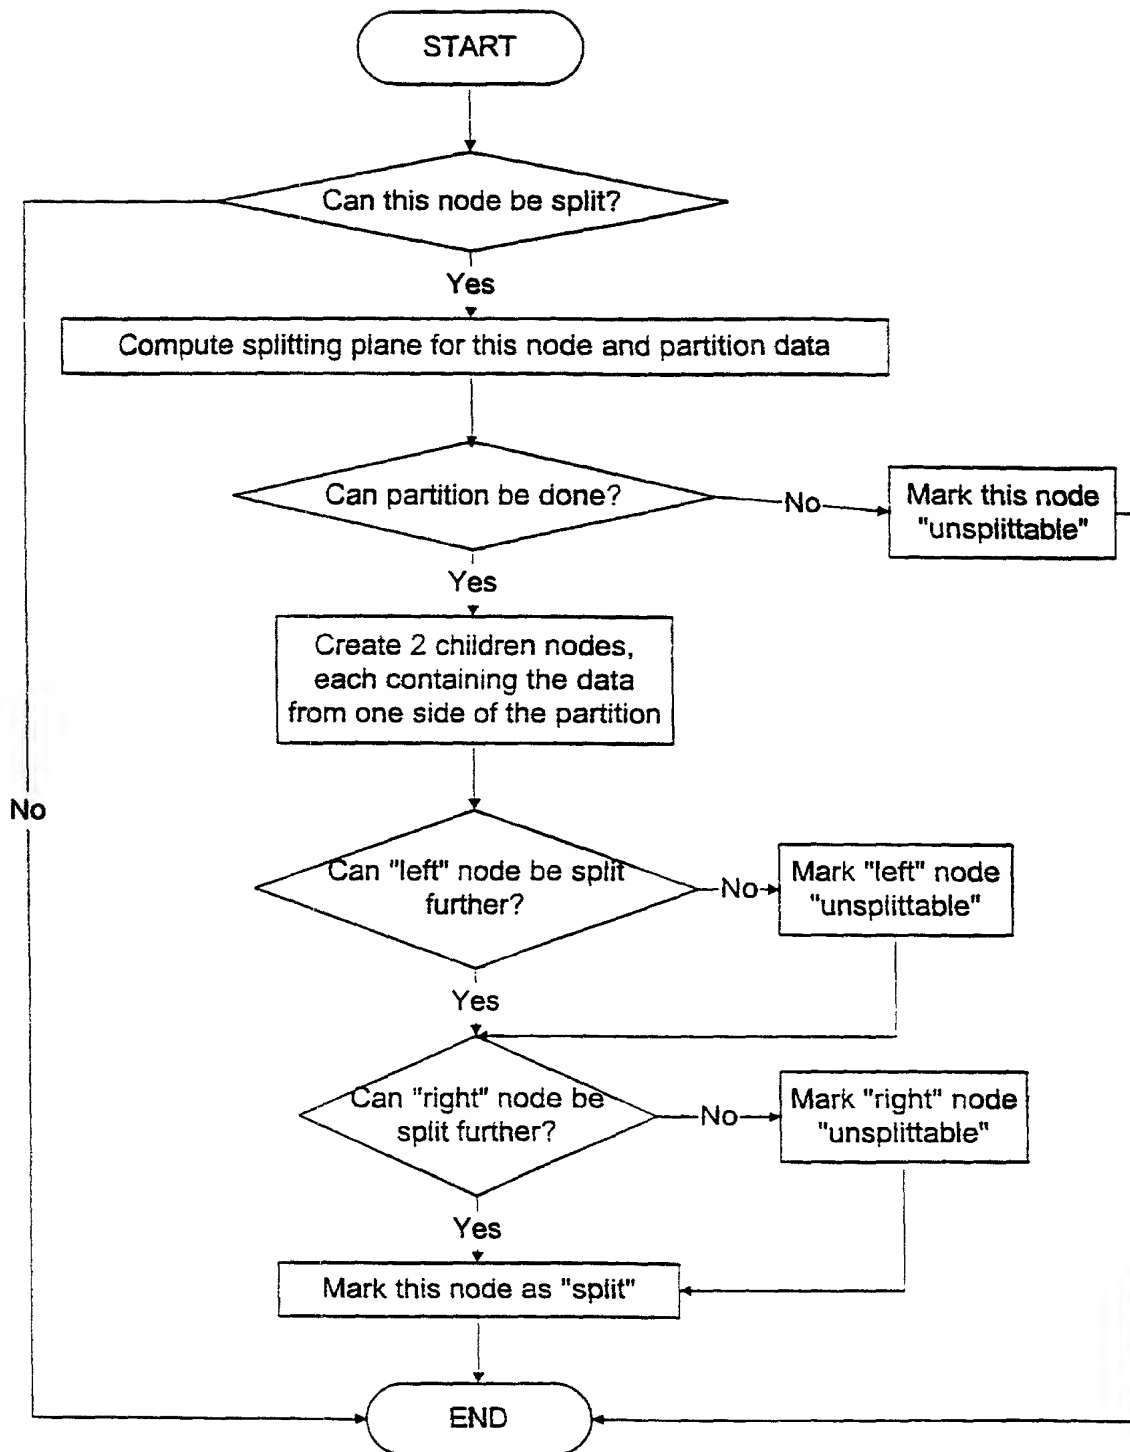 START
Can this node be split?
Yes
Compute splitting plane for this node and partition data
Can partition be done?
No
Mark this node
"unsplittable"
Yes
Create 2 children nodes,
each containing the data
from one side of the partition
No
Can "left" node be split
further?
No
Mark "left" node
"unsplittable"
Yes
Can "right" node be
split further?
No
Mark "right" node
"unsplittable"
Yes
Mark this node as "split"
END